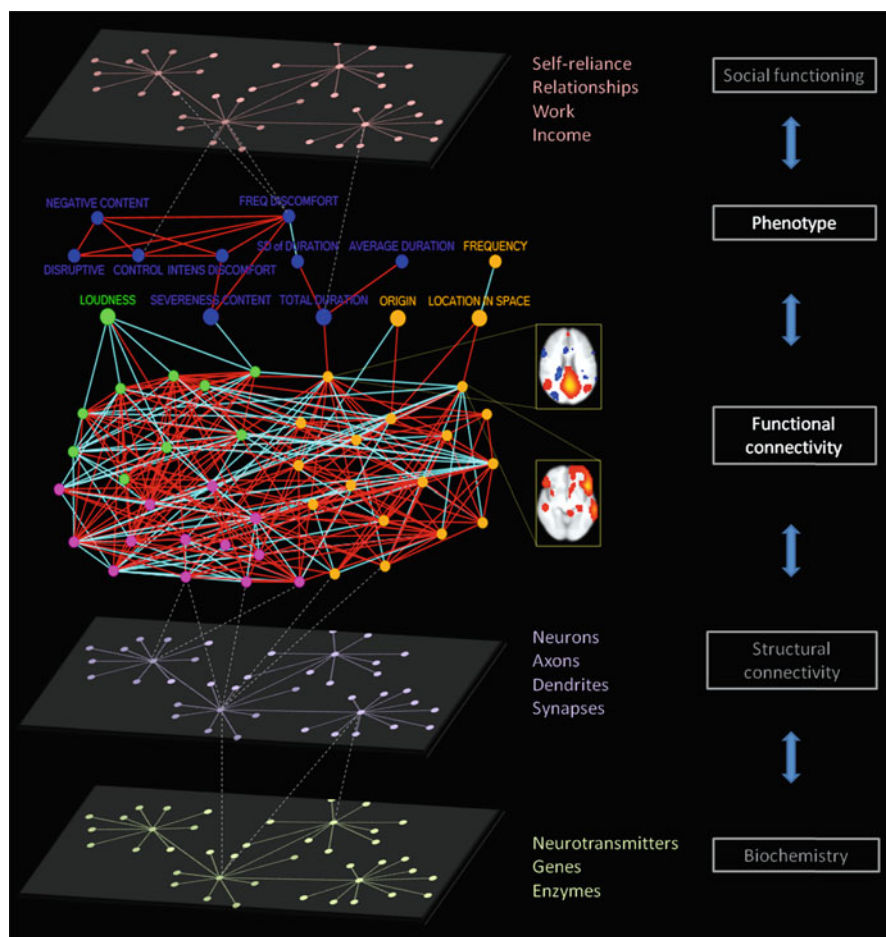 Self-reliance
Relationships
Work
Income
Social functioning
NEGATIVE CONTENT
FREQ DISCOMFORT
Phenotype
SD of DURATION
AVERAGE DURATION
FREQUENCY
DISRUPTIVE
CONTROL
INTENS DISCOMFORT
LOUDNESS
SEVERENESS CONTENT
TOTAL DURATION
ORIGIN
LOCATION IN SPACE
Functional
connectivity
Neurons
Axons
Dendrites
Synapses
Structural
connectivity
Neurotransmitters
Genes
Enzymes
Biochemistry